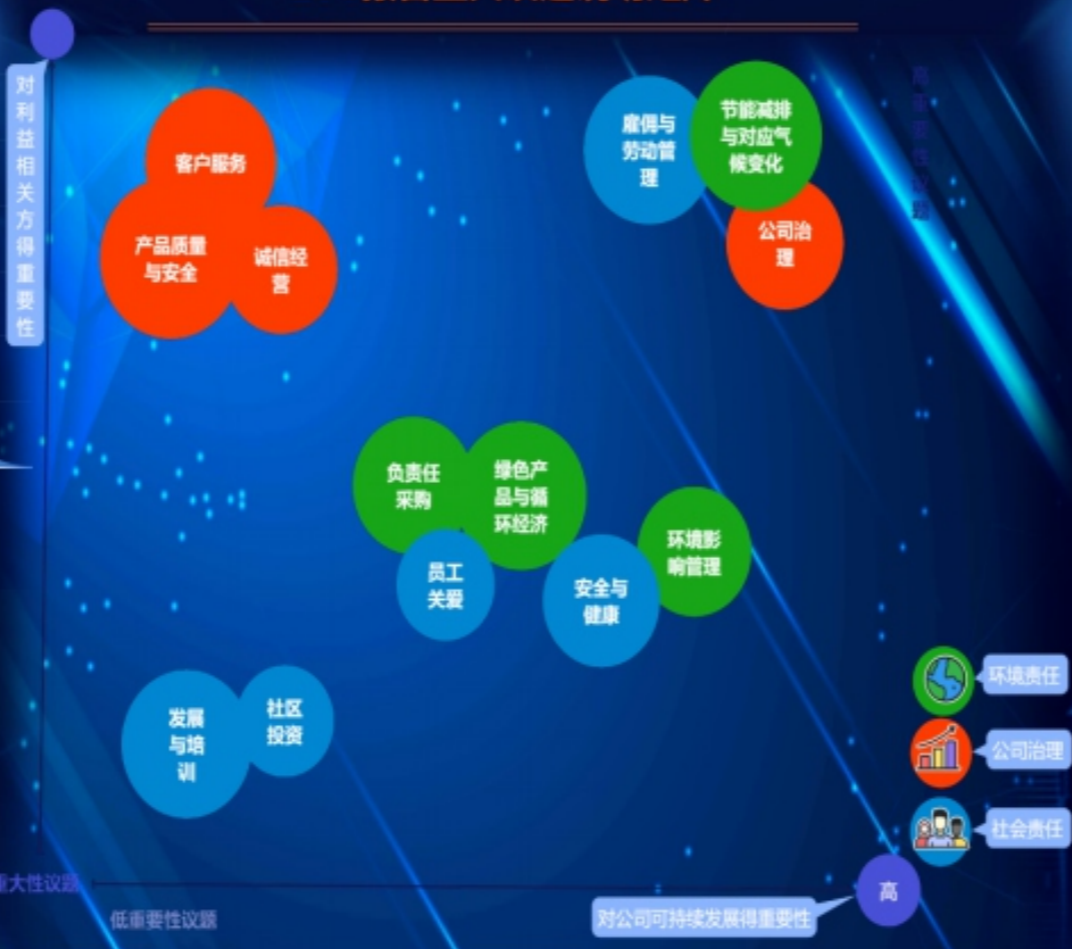 对利益相关方得重要性
客户服务
产品质量
与安全
诚信经
营
雇佣与
劳动管
理
节能减排
与对应气
候变化
公司治
理
负责任
采购
绿色产
品与循
环经济
员工
关爱
安全与
健康
环境影
响管理
发展
与培
训
社区
投资
环境责任
公司治理
社会责任
大性议题
低重要性议题
对公司可持续发展得重要性
高